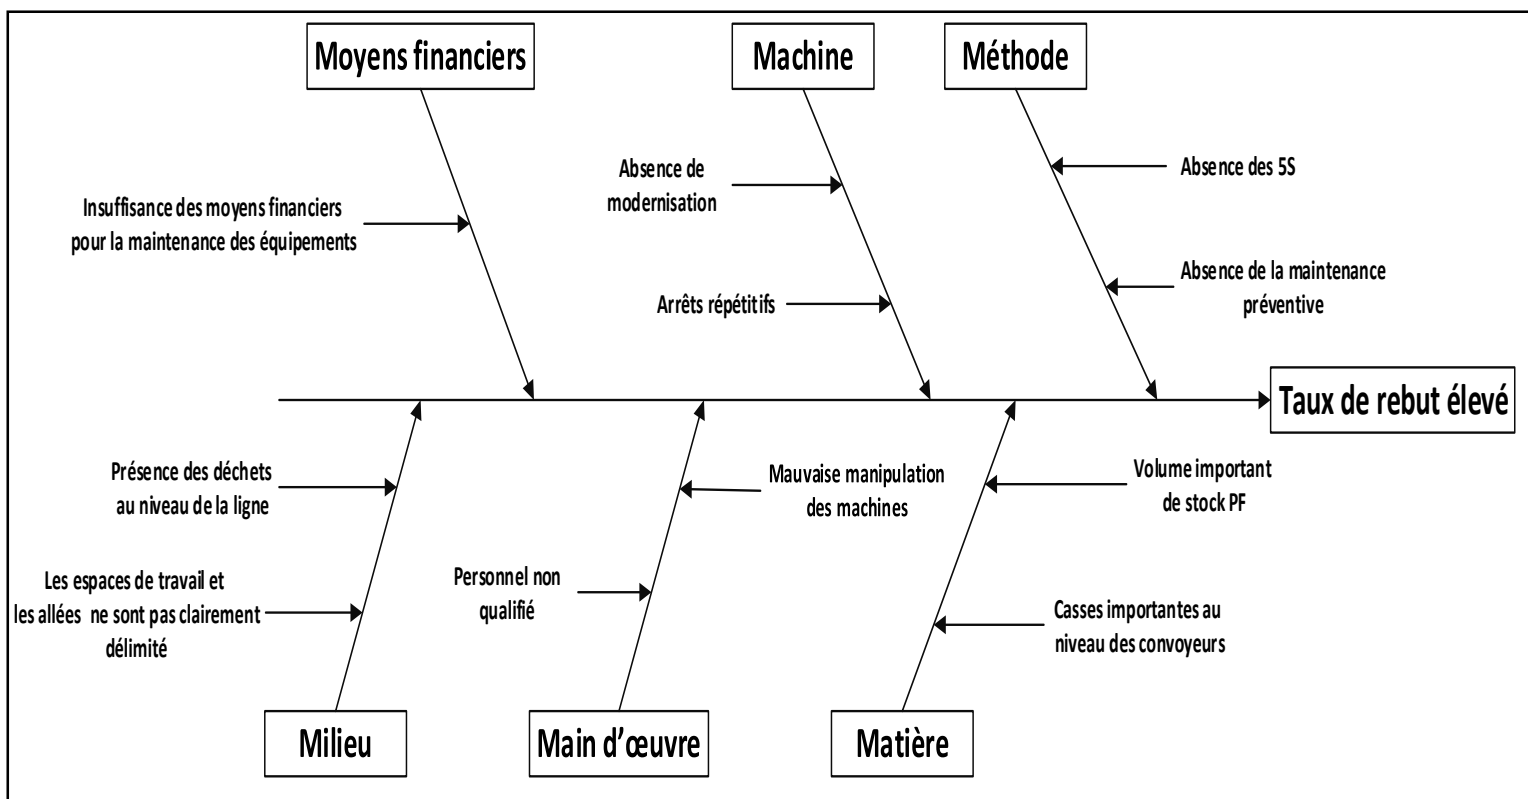 Moyens financiers
Machine
Méthode
Insuffisance des moyens financiers
pour la maintenance des équipements
Absence de
modernisation
Arrêts répétitifs
Absence des 5S
Absence de la maintenance
préventive
Taux de rebut élevé
Présence des déchets
au niveau de la ligne
Les espaces de travail et
les allées ne sont pas clairement
délimité
Mauvaise manipulation
des machines
Personnel non
qualifié
Volume important
de stock PF
Casses importantes au
niveau des convoyeurs
Milieu
Main d’œuvre
Matière